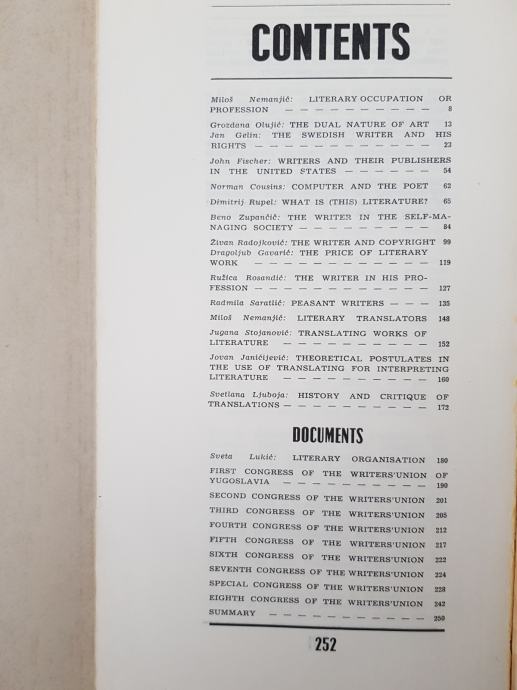 CONTENTS
Miloš Nemanjić: LITERARY OCCUPATION OR
PROFESSION — — — — — — — — — — 8
Grozdana Olujić: THE DUAL NATURE OF ART 13
Jan Gelin: THE SWEDISH WRITER AND HIS
RIGHTS — — — — — — — — — — — — 23
John Fischer: WRITERS AND THEIR PUBLISHERS
IN THE UNITED STATES — — — — — — 54
Norman Cousins: COMPUTER AND THE POET 62
Dimitrij Rupel: WHAT IS (THIS) LITERATURE? 65
Beno Zupančič: THE WRITER IN THE SELF-MA-
NAGING SOCIETY — — — — — — — — — 84
Živan Radojković: THE WRITER AND COPYRIGHT 99
Dragoljub Gavarić: THE PRICE OF LITERARY
WORK — — — — — — — — — — — — 119
Ružica Rosandić: THE WRITER IN HIS PRO-
FESSION — — — — — — — — — — — 127
Radmila Saratlić: PEASANT WRITERS — — — 135
Miloš Nemanjić: LITERARY TRANSLATORS 148
Jugana Stojanović: TRANSLATING WORKS OF
LITERATURE — — — — — — — — — — 152
Jovan Janićijević: THEORETICAL POSTULATES IN
THE USE OF TRANSLATING FOR INTERPRETING
LITERATURE — — — — — — — — — — 160
Svetlana Ljuboja: HISTORY AND CRITIQUE OF
TRANSLATIONS — — — — — — — — — — 172
DOCUMENTS
Sveta Lukić: LITERARY ORGANISATION 180
FIRST CONGRESS OF THE WRITERS'UNION OF
YUGOSLAVIA — — — — — — — — — — 190
SECOND CONGRESS OF THE WRITERS'UNION 201
THIRD CONGRESS OF THE WRITERS'UNION 205
FOURTH CONGRESS OF THE WRITERS'UNION 212
FIFTH CONGRESS OF THE WRITERS'UNION 217
SIXTH CONGRESS OF THE WRITERS'UNION 222
SEVENTH CONGRESS OF THE WRITERS'UNION 224
SPECIAL CONGRESS OF THE WRITERS'UNION 228
EIGHTH CONGRESS OF THE WRITERS'UNION 242
SUMMARY — — — — — — — — — — — 250
252